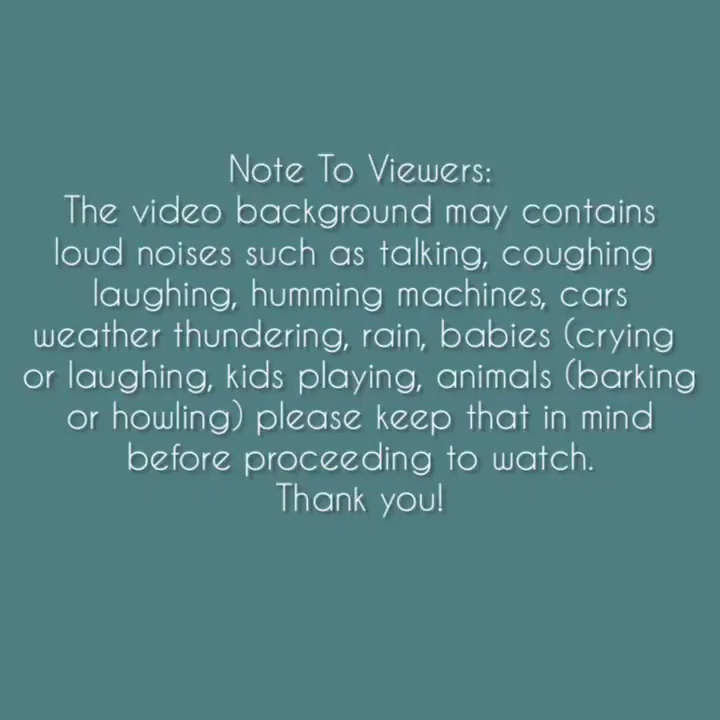 Note To Viewers:
The video background may contains
loud noises such as talking, coughing
laughing, humming machines, cars
weather thundering, rain, babies (crying
or laughing, kids playing, animals (barking
or howling) please keep that in mind
before proceeding to watch.
Thank you!